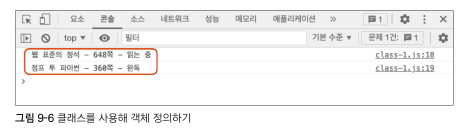 요소 콘솔 소스 네트워크 성능 메모리 애플리케이션 » 1
top ▼ 필터 기본 수준 ▼ 문제 1건: 1
웹 표준의 정석 - 648쪽 - 읽는 중 class-1.js:18
점프 투 파이썬 - 360쪽 - 완독 class-1.js:19
>
그림 9-6 클래스를 사용해 객체 정의하기